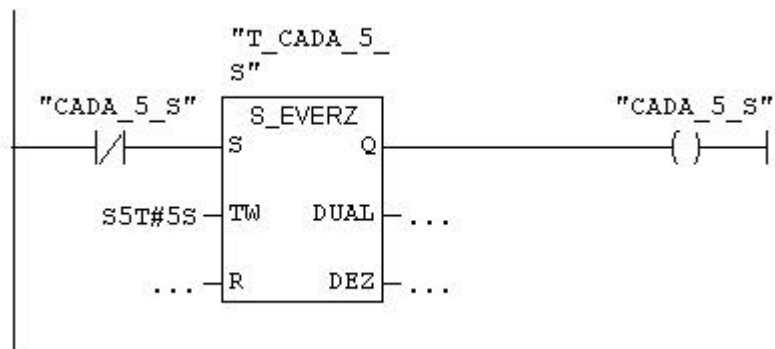 "T_CADA_5_
S"
"CADA_5_S"
"CADA_5_S"
S_EVERZ
S Q
S5T#5S TW DUAL ...
... R DEZ ...